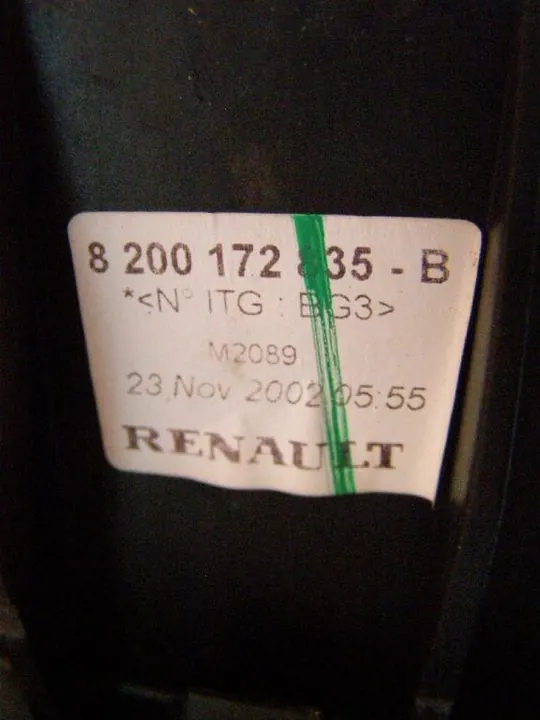 8 200 172 835 - B
*<N° ITG : BG3>
M2089
23 Nov 2002 05:55
RENAULT